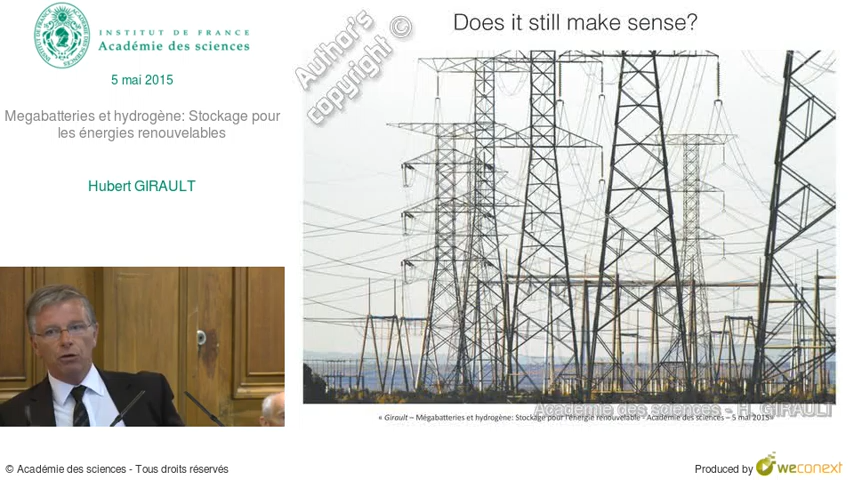 INSTITUT DE FRANCE
Académie des sciences
5 mai 2015
Megabatteries et hydrogène: Stockage pour
les énergies renouvelables
Hubert GIRAULT
Author's
copyright ©
Does it still make sense?
Académie des sciences - H. GIRAULT
« Girault – Mégabatteries et hydrogène: Stockage pour l'énergie renouvelable - Académie des sciences – 5 mai 2015»
© Académie des sciences - Tous droits réservés
Produced by weconext